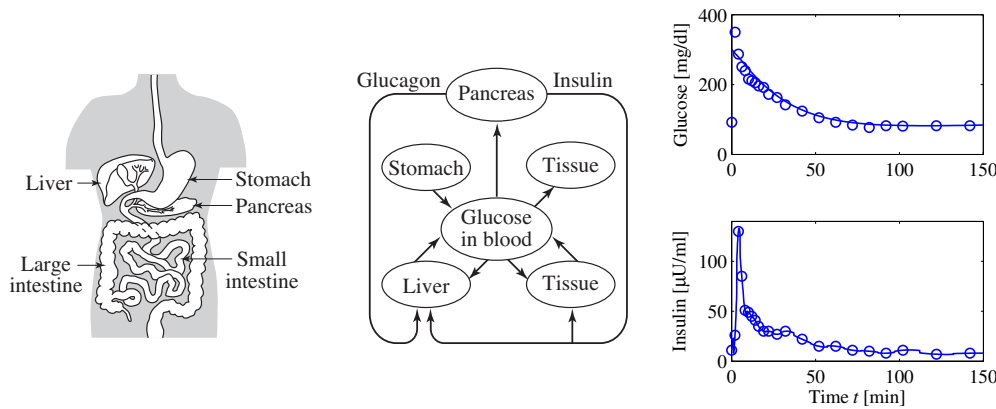 Liver
Stomach
Pancreas
Large
intestine
Small
intestine
Glucagon
Insulin
Pancreas
Stomach
Tissue
Glucose
in blood
Liver
Tissue
Glucose [mg/dl]
400
200
0
0
50
100
150
Insulin [μU/ml]
100
50
0
0
50
100
150
Time t [min]